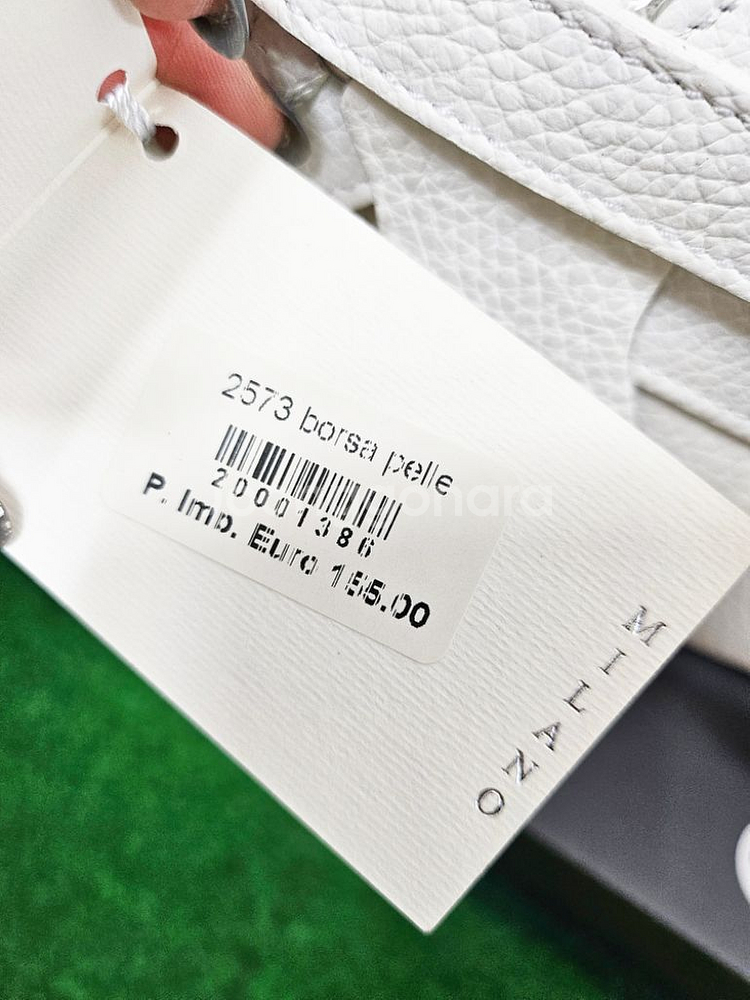 2573 borsa pelle
20001386
P. Imp. Euro 155.00
MILANO